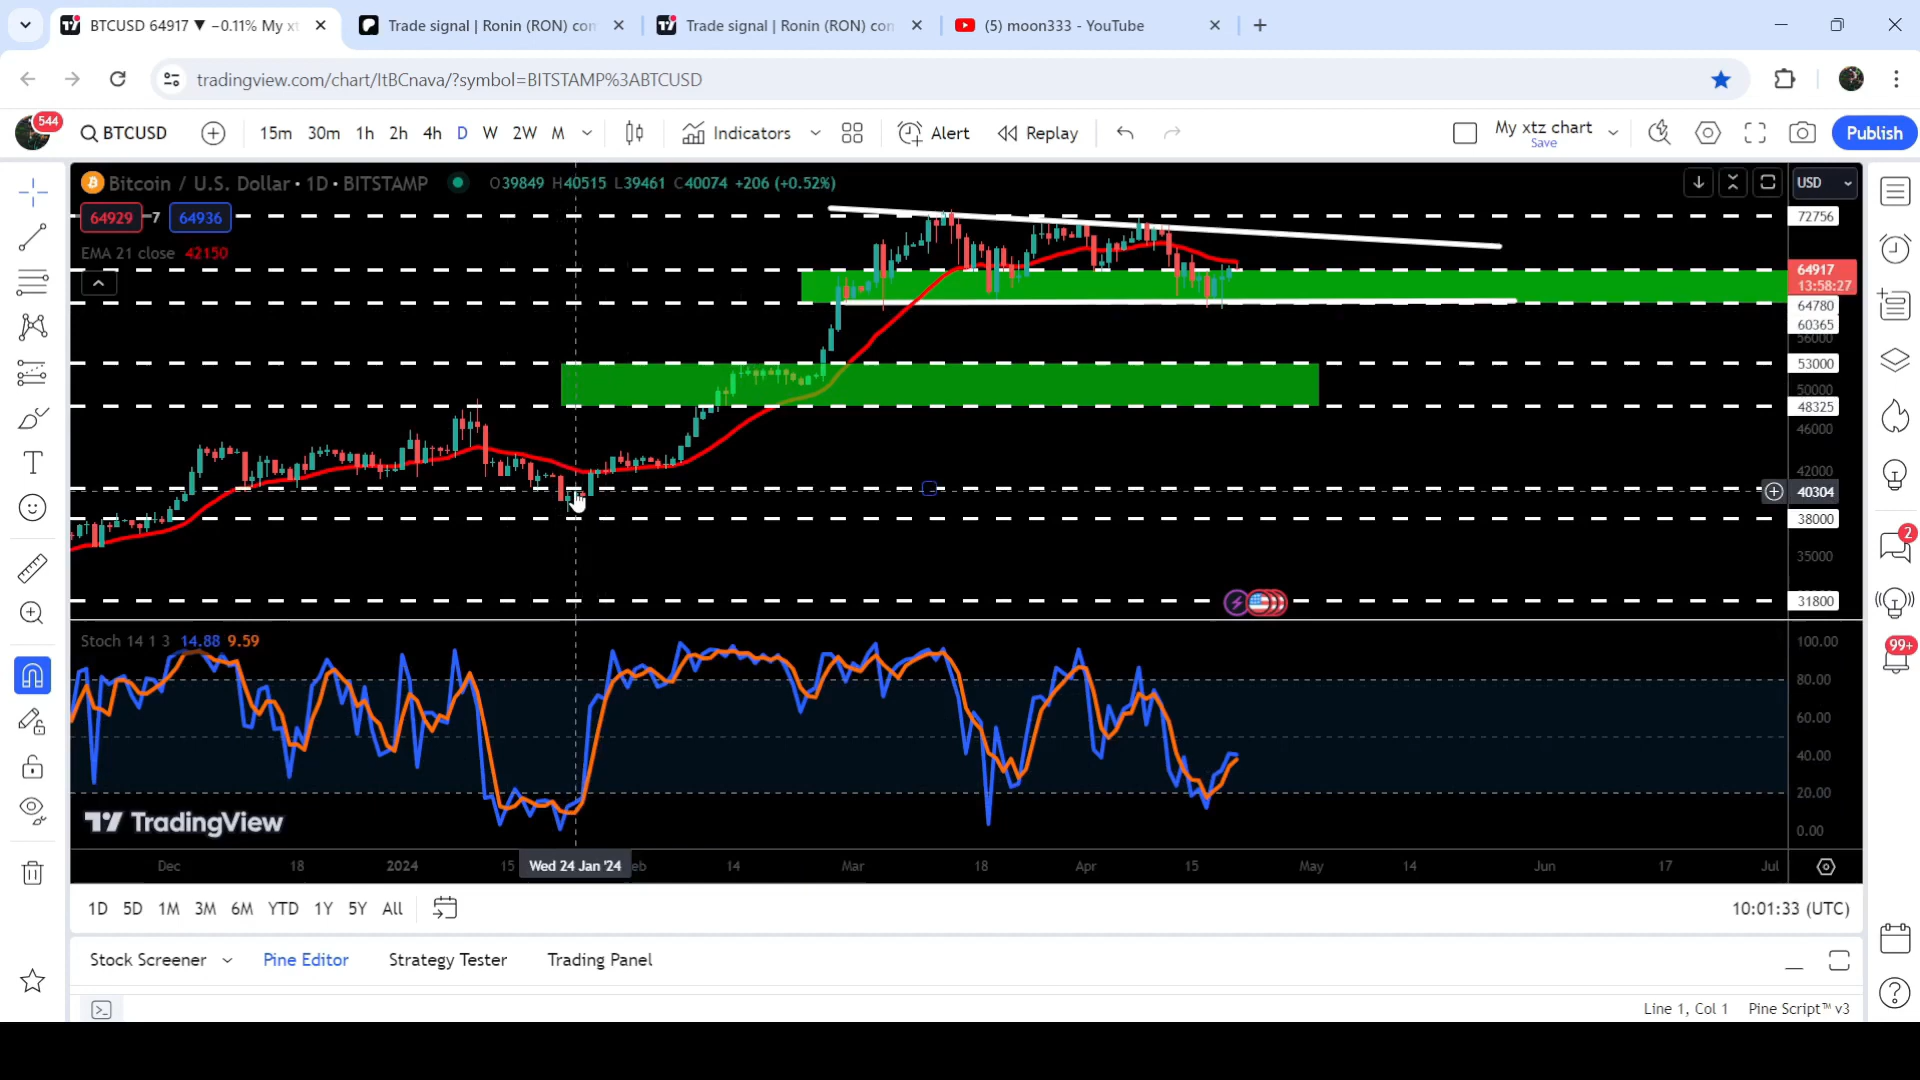 BTCUSD 64917 ▼ −0.11% My xt
Trade signal | Ronin (RON) con
Trade signal | Ronin (RON) con
(5) moon333 - YouTube
tradingview.com/chart/ItBCnava/?symbol=BITSTAMP%3ABTCUSD
544
BTCUSD
15m 30m 1h 2h 4h D W 2W M
Indicators
Alert
Replay
My xtz chart
Save
Publish
Bitcoin / U.S. Dollar • 1D • BITSTAMP
O39849 H40515 L39461 C40074 +206 (+0.52%)
USD
64929 7 64936
72756
EMA 21 close 42150
64917
13:58:27
64780
60365
56000
53000
50000
48325
46000
42000
40304
38000
35000
31800
2
99+
Stoch 14 1 3 14.88 9.59
100.00
80.00
60.00
40.00
20.00
0.00
TradingView
Dec 18 2024 15 Wed 24 Jan '24 eb 14 Mar 18 Apr 15 May 14 Jun 17 Jul
1D 5D 1M 3M 6M YTD 1Y 5Y All
10:01:33 (UTC)
Stock Screener
Pine Editor
Strategy Tester
Trading Panel
Line 1, Col 1 Pine Script™ v3